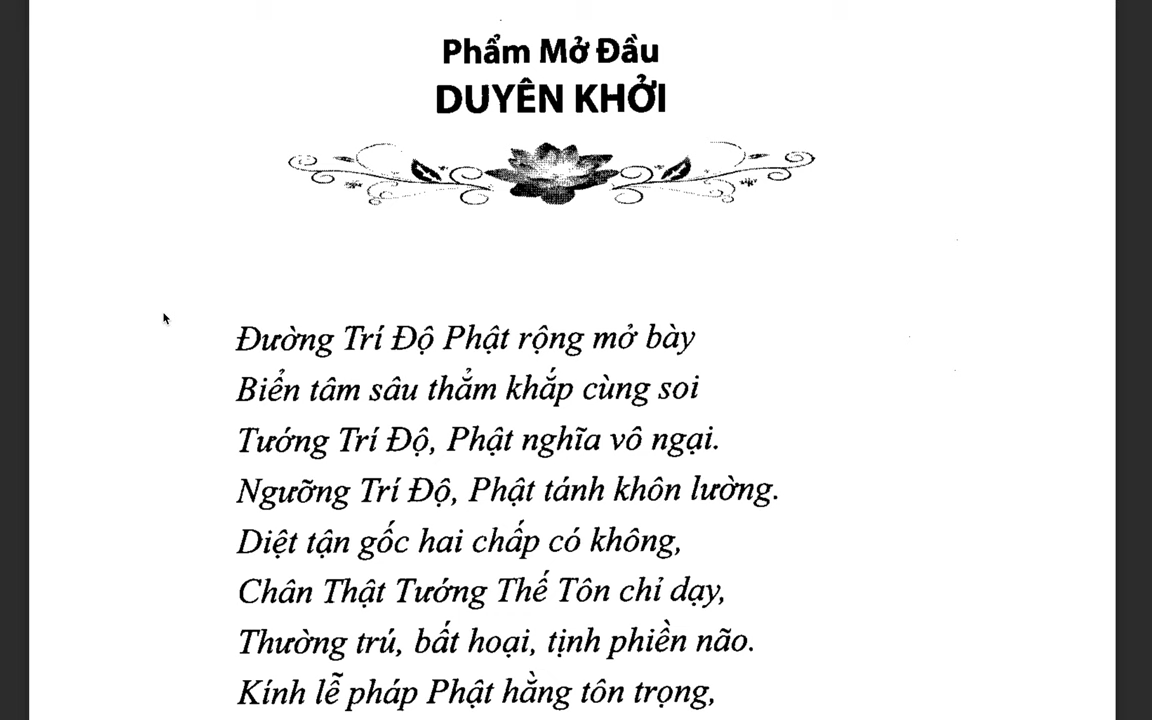 Phẩm Mở Đầu
DUYÊN KHỞI
Đường Trí Độ Phật rộng mở bày
Biển tâm sâu thẳm khắp cùng soi
Tướng Trí Độ, Phật nghĩa vô ngại.
Ngưỡng Trí Độ, Phật tánh khôn lường.
Diệt tận gốc hai chấp có không,
Chân Thật Tướng Thế Tôn chỉ dạy,
Thường trú, bất hoại, tịnh phiền não.
Kính lễ pháp Phật hằng tôn trọng,